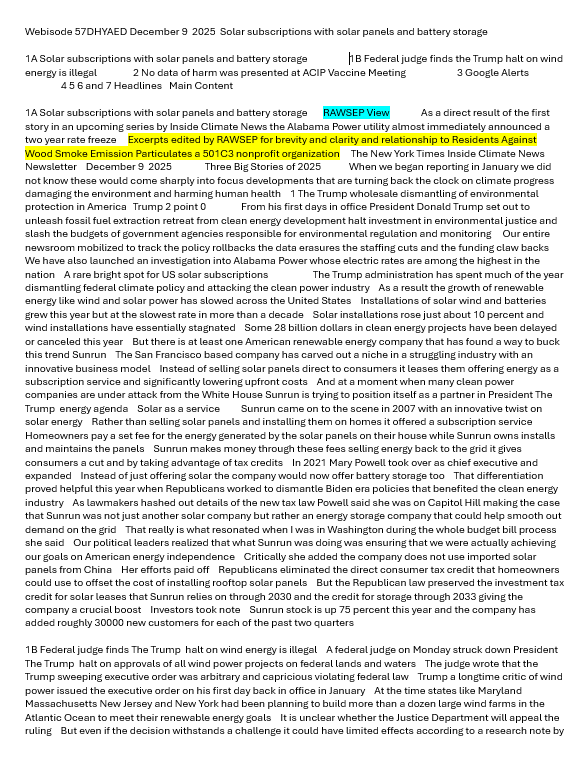 Webisode 57DHYAED December 9 2025 Solar subscriptions with solar panels and battery storage
1A Solar subscriptions with solar panels and battery storage 1B Federal judge finds the Trump halt on wind
energy is illegal 2 No data of harm was presented at ACIP Vaccine Meeting 3 Google Alerts
4 5 6 and 7 Headlines Main Content
1A Solar subscriptions with solar panels and battery storage RAWSEP View As a direct result of the first
story in an upcoming series by Inside Climate News the Alabama Power utility almost immediately announced a
two year rate freeze Excerpts edited by RAWSEP for brevity and clarity and relationship to Residents Against
Wood Smoke Emission Particulates a 501C3 nonprofit organization The New York Times Inside Climate News
Newsletter December 9 2025 Three Big Stories of 2025 When we began reporting in January we did
not know these would come sharply into focus developments that are turning back the clock on climate progress
damaging the environment and harming human health 1 The Trump wholesale dismantling of environmental
protection in America Trump 2 point 0 From his first days in office President Donald Trump set out to
unleash fossil fuel extraction retreat from clean energy development halt investment in environmental justice and
slash the budgets of government agencies responsible for environmental regulation and monitoring Our entire
newsroom mobilized to track the policy rollbacks the data erasures the staffing cuts and the funding claw backs
We have also launched an investigation into Alabama Power whose electric rates are among the highest in the
nation A rare bright spot for US solar subscriptions The Trump administration has spent much of the year
dismantling federal climate policy and attacking the clean power industry As a result the growth of renewable
energy like wind and solar power has slowed across the United States Installations of solar wind and batteries
grew this year but at the slowest rate in more than a decade Solar installations rose just about 10 percent and
wind installations have essentially stagnated Some 28 billion dollars in clean energy projects have been delayed
or canceled this year But there is at least one American renewable energy company that has found a way to buck
this trend Sunrun The San Francisco based company has carved out a niche in a struggling industry with an
innovative business model Instead of selling solar panels direct to consumers it leases them offering energy as a
subscription service and significantly lowering upfront costs And at a moment when many clean power
companies are under attack from the White House Sunrun is trying to position itself as a partner in President The
Trump energy agenda Solar as a service Sunrun came on to the scene in 2007 with an innovative twist on
solar energy Rather than selling solar panels and installing them on homes it offered a subscription service
Homeowners pay a set fee for the energy generated by the solar panels on their house while Sunrun owns installs
and maintains the panels Sunrun makes money through these fees selling energy back to the grid it gives
consumers a cut and by taking advantage of tax credits In 2021 Mary Powell took over as chief executive and
expanded Instead of just offering solar the company would now offer battery storage too That differentiation
proved helpful this year when Republicans worked to dismantle Biden era policies that benefited the clean energy
industry As lawmakers hashed out details of the new tax law Powell said she was on Capitol Hill making the case
that Sunrun was not just another solar company but rather an energy storage company that could help smooth out
demand on the grid That really is what resonated when I was in Washington during the whole budget bill process
she said Our political leaders realized that what Sunrun was doing was ensuring that we were actually achieving
our goals on American energy independence Critically she added the company does not use imported solar
panels from China Her efforts paid off Republicans eliminated the direct consumer tax credit that homeowners
could use to offset the cost of installing rooftop solar panels But the Republican law preserved the investment tax
credit for solar leases that Sunrun relies on through 2030 and the credit for storage through 2033 giving the
company a crucial boost Investors took note Sunrun stock is up 75 percent this year and the company has
added roughly 30000 new customers for each of the past two quarters
1B Federal judge finds The Trump halt on wind energy is illegal A federal judge on Monday struck down President
The Trump halt on approvals of all wind power projects on federal lands and waters The judge wrote that the
Trump sweeping executive order was arbitrary and capricious violating federal law Trump a longtime critic of wind
power issued the executive order on his first day back in office in January At the time states like Maryland
Massachusetts New Jersey and New York had been planning to build more than a dozen large wind farms in the
Atlantic Ocean to meet their renewable energy goals It is unclear whether the Justice Department will appeal the
ruling But even if the decision withstands a challenge it could have limited effects according to a research note by